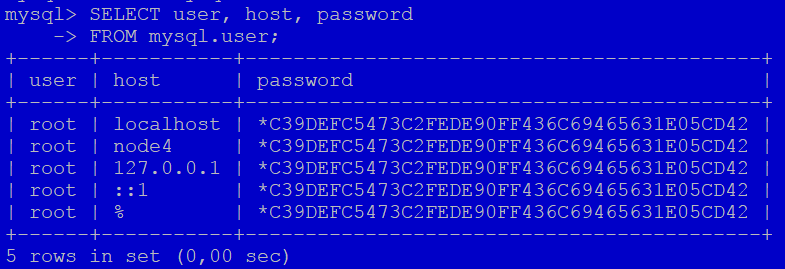 mysql> SELECT user, host, password
    -> FROM mysql.user;
+------+-----------+-------------------------------------------+
| user | host      | password                                  |
+------+-----------+-------------------------------------------+
| root | localhost | *C39DEFC5473C2FEDE90FF436C69465631E05CD42 |
| root | node4     | *C39DEFC5473C2FEDE90FF436C69465631E05CD42 |
| root | 127.0.0.1 | *C39DEFC5473C2FEDE90FF436C69465631E05CD42 |
| root | ::1       | *C39DEFC5473C2FEDE90FF436C69465631E05CD42 |
| root | %         | *C39DEFC5473C2FEDE90FF436C69465631E05CD42 |
+------+-----------+-------------------------------------------+
5 rows in set (0,00 sec)